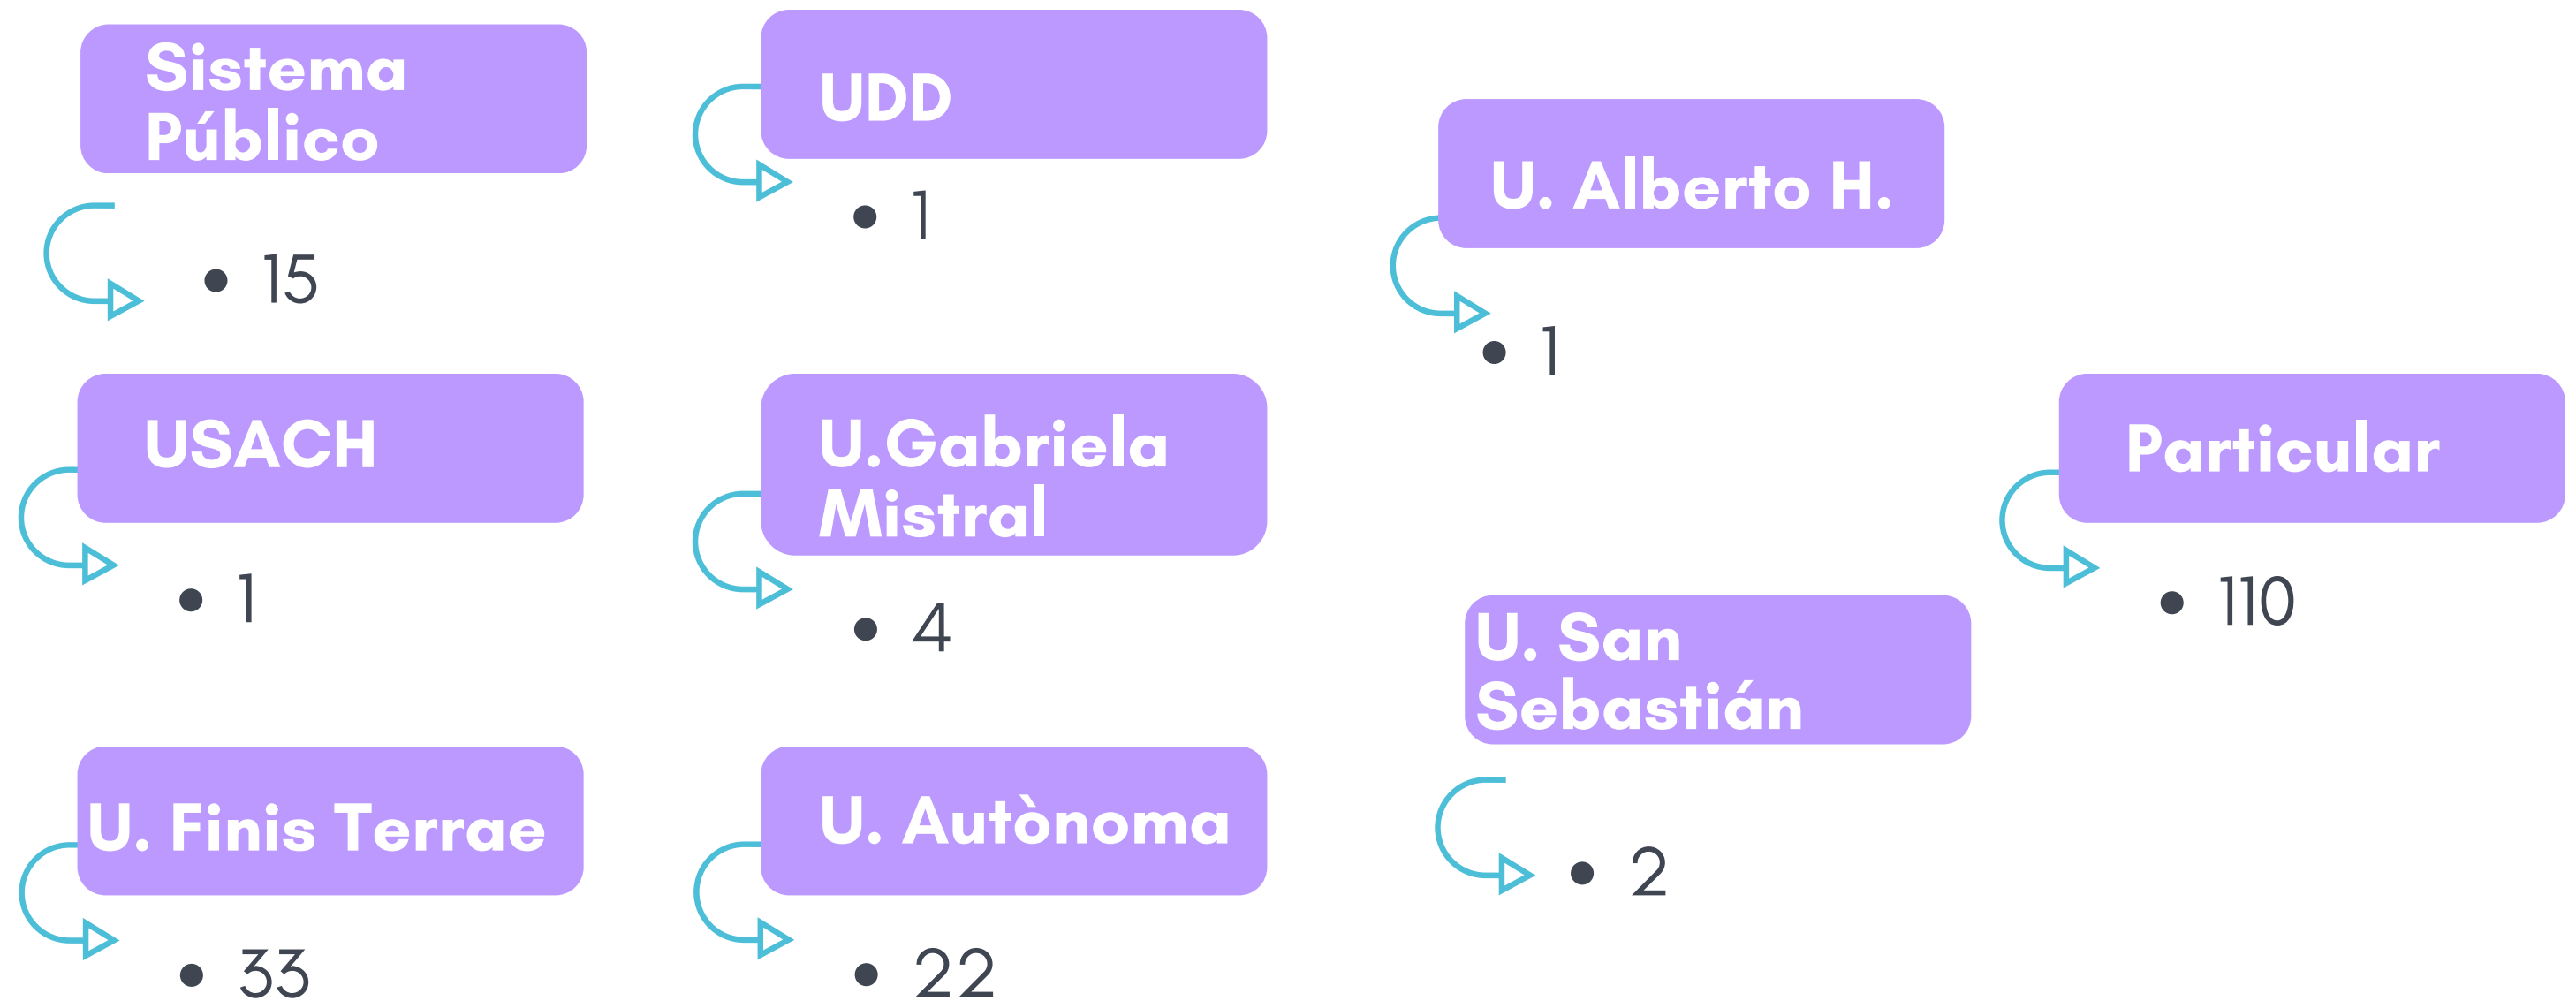 Sistema
Público
• 15
USACH
• 1
U. Finis Terrae
• 33
UDD
• 1
U.Gabriela
Mistral
• 4
U. Autònoma
• 22
U. Alberto H.
• 1
U. San
Sebastián
• 2
Particular
• 110